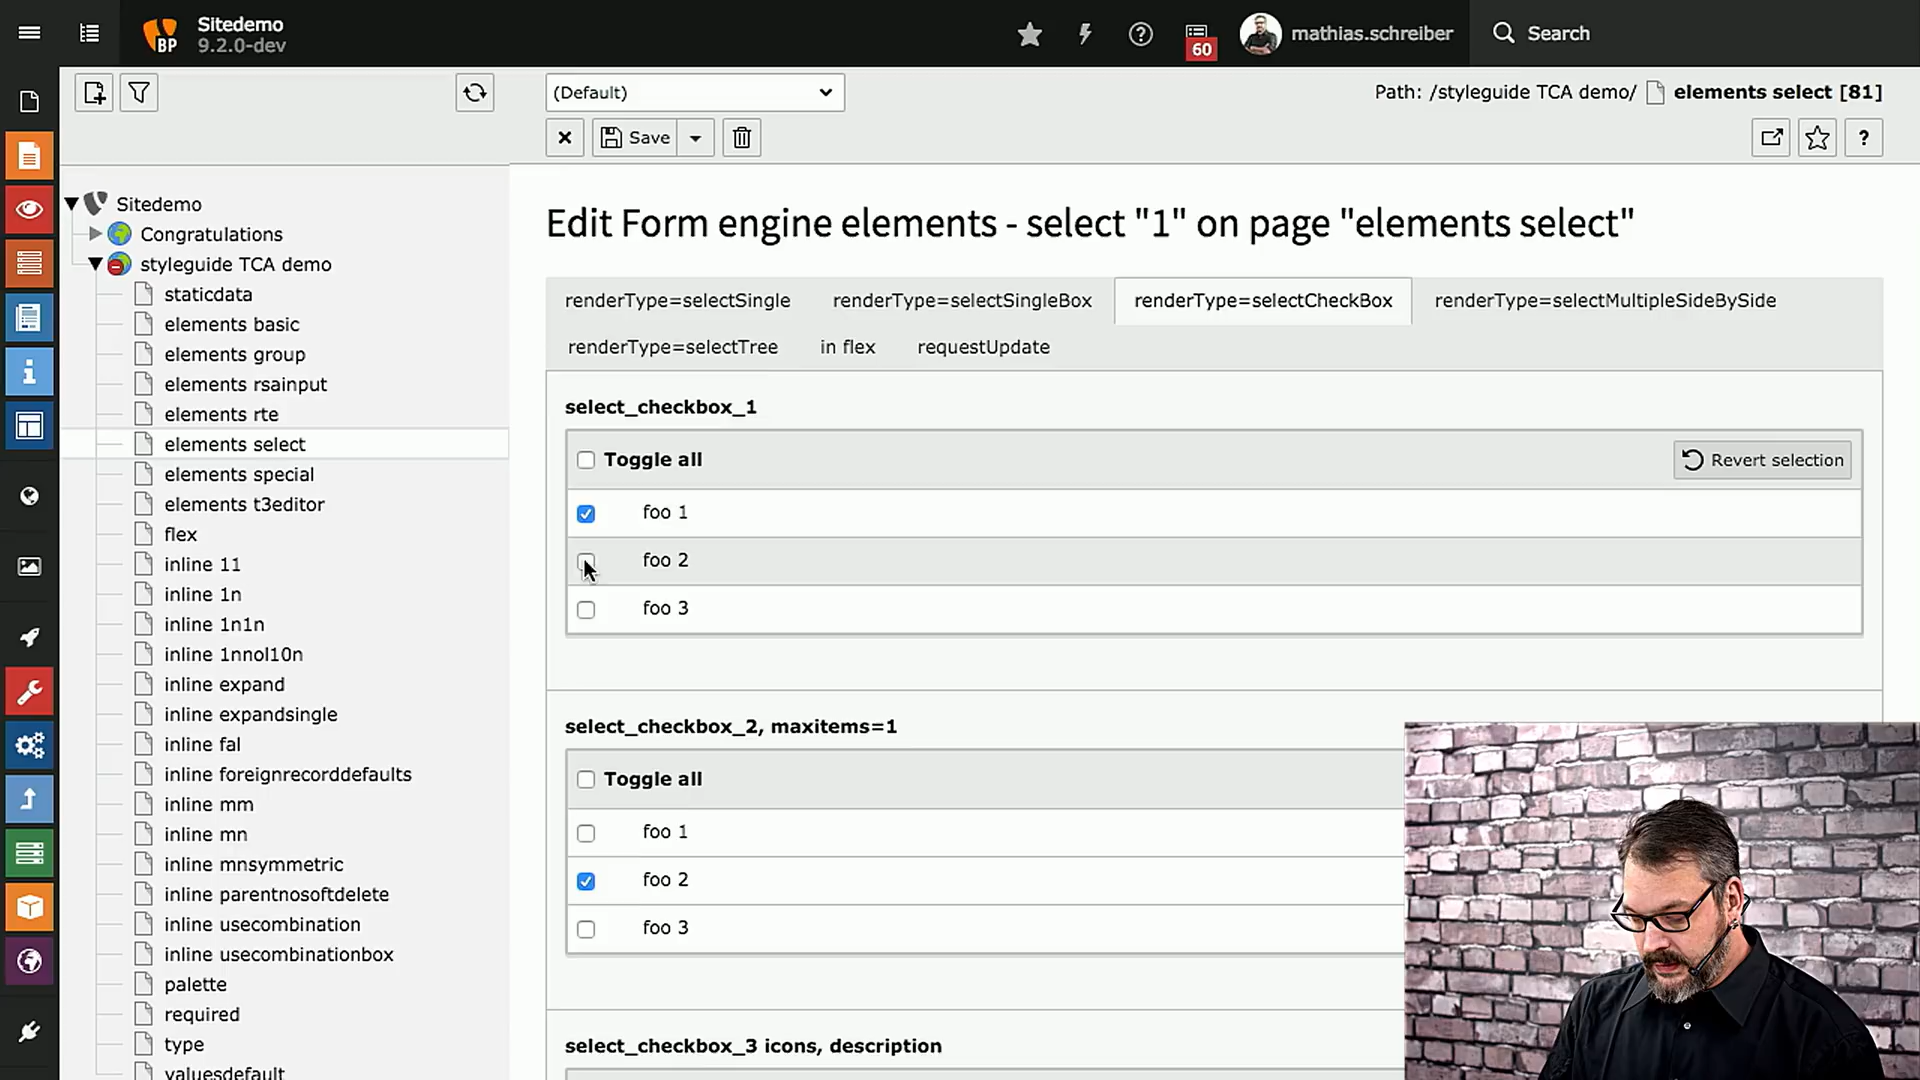 Sitedemo
9.2.0-dev
BP
60
mathias.schreiber
Search
(Default)
Path: /styleguide TCA demo/ elements select [81]
Save
?
Sitedemo
Congratulations
styleguide TCA demo
staticdata
elements basic
elements group
elements rsainput
elements rte
elements select
elements special
elements t3editor
flex
inline 11
inline 1n
inline 1n1n
inline 1nnol10n
inline expand
inline expandsingle
inline fal
inline foreignrecorddefaults
inline mm
inline mn
inline mnsymmetric
inline parentnosoftdelete
inline usecombination
inline usecombinationbox
palette
required
type
valuesdefault
Edit Form engine elements - select "1" on page "elements select"
renderType=selectSingle renderType=selectSingleBox renderType=selectCheckBox renderType=selectMultipleSideBySide
renderType=selectTree in flex requestUpdate
select_checkbox_1
Toggle all Revert selection
foo 1
foo 2
foo 3
select_checkbox_2, maxitems=1
Toggle all
foo 1
foo 2
foo 3
select_checkbox_3 icons, description